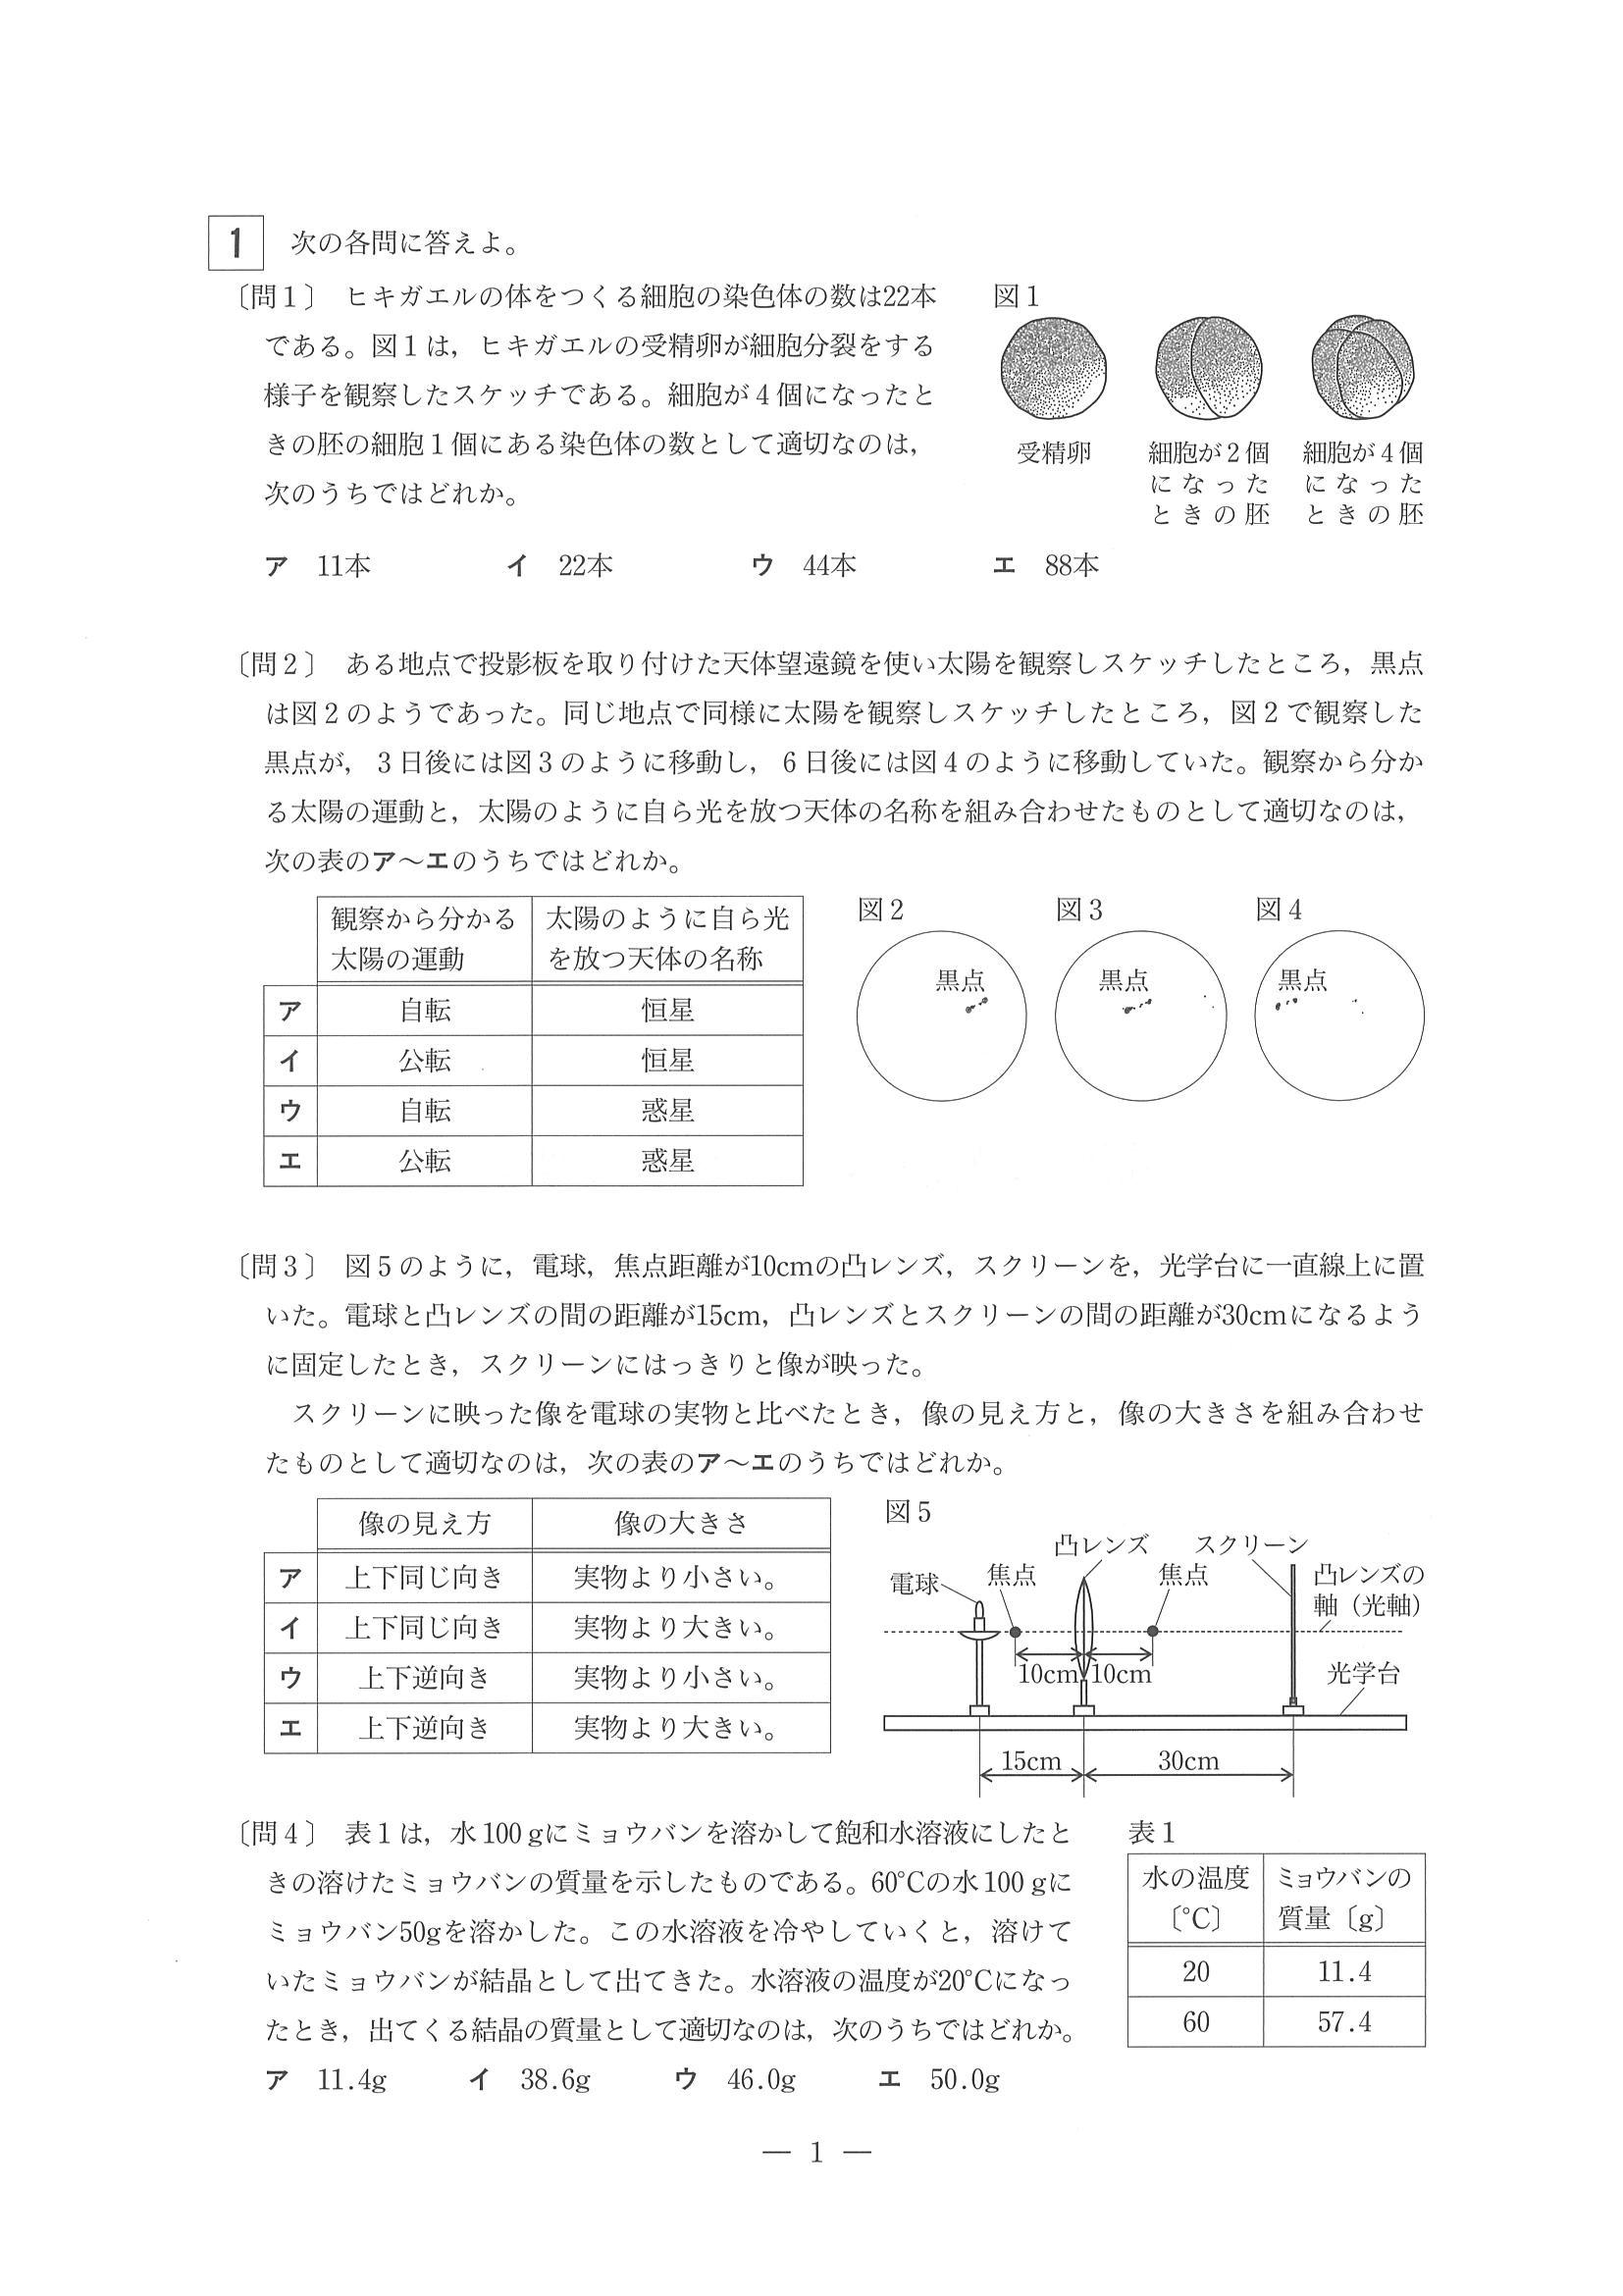 1 次の各問に答えよ。
〔問1〕 ヒキガエルの体をつくる細胞の染色体の数は22本
である。図1は，ヒキガエルの受精卵が細胞分裂をする
様子を観察したスケッチである。細胞が4個になったと
きの胚の細胞1個にある染色体の数として適切なのは，
次のうちではどれか。
図1
受精卵
細胞が2個
になった
ときの胚
細胞が4個
になった
ときの胚
ア 11本 イ 22本 ウ 44本 エ 88本
〔問2〕 ある地点で投影板を取り付けた天体望遠鏡を使い太陽を観察しスケッチしたところ，黒点
は図2のようであった。同じ地点で同様に太陽を観察しスケッチしたところ，図2で観察した
黒点が，3日後には図3のように移動し，6日後には図4のように移動していた。観察から分か
る太陽の運動と，太陽のように自ら光を放つ天体の名称を組み合わせたものとして適切なのは，
次の表のア～エのうちではどれか。
観察から分かる
太陽の運動
太陽のように自ら光
を放つ天体の名称
ア 自転 恒星
イ 公転 恒星
ウ 自転 惑星
エ 公転 惑星
図2
黒点
図3
黒点
図4
黒点
〔問3〕 図5のように，電球，焦点距離が10cmの凸レンズ，スクリーンを，光学台に一直線上に置
いた。電球と凸レンズの間の距離が15cm，凸レンズとスクリーンの間の距離が30cmになるよう
に固定したとき，スクリーンにはっきりと像が映った。
スクリーンに映った像を電球の実物と比べたとき，像の見え方と，像の大きさを組み合わせ
たものとして適切なのは，次の表のア～エのうちではどれか。
像の見え方 像の大きさ
ア 上下同じ向き 実物より小さい。
イ 上下同じ向き 実物より大きい。
ウ 上下逆向き 実物より小さい。
エ 上下逆向き 実物より大きい。
図5
凸レンズ スクリーン
電球 焦点 焦点 凸レンズの
軸（光軸）
10cm 10cm
光学台
15cm 30cm
〔問4〕 表1は，水100gにミョウバンを溶かして飽和水溶液にしたと
きの溶けたミョウバンの質量を示したものである。60℃の水100gに
ミョウバン50gを溶かした。この水溶液を冷やしていくと，溶けて
いたミョウバンが結晶として出てきた。水溶液の温度が20℃になっ
たとき，出てくる結晶の質量として適切なのは，次のうちではどれか。
ア 11.4g イ 38.6g ウ 46.0g エ 50.0g
表1
水の温度
〔℃〕
ミョウバンの
質量〔g〕
20 11.4
60 57.4
― 1 ―